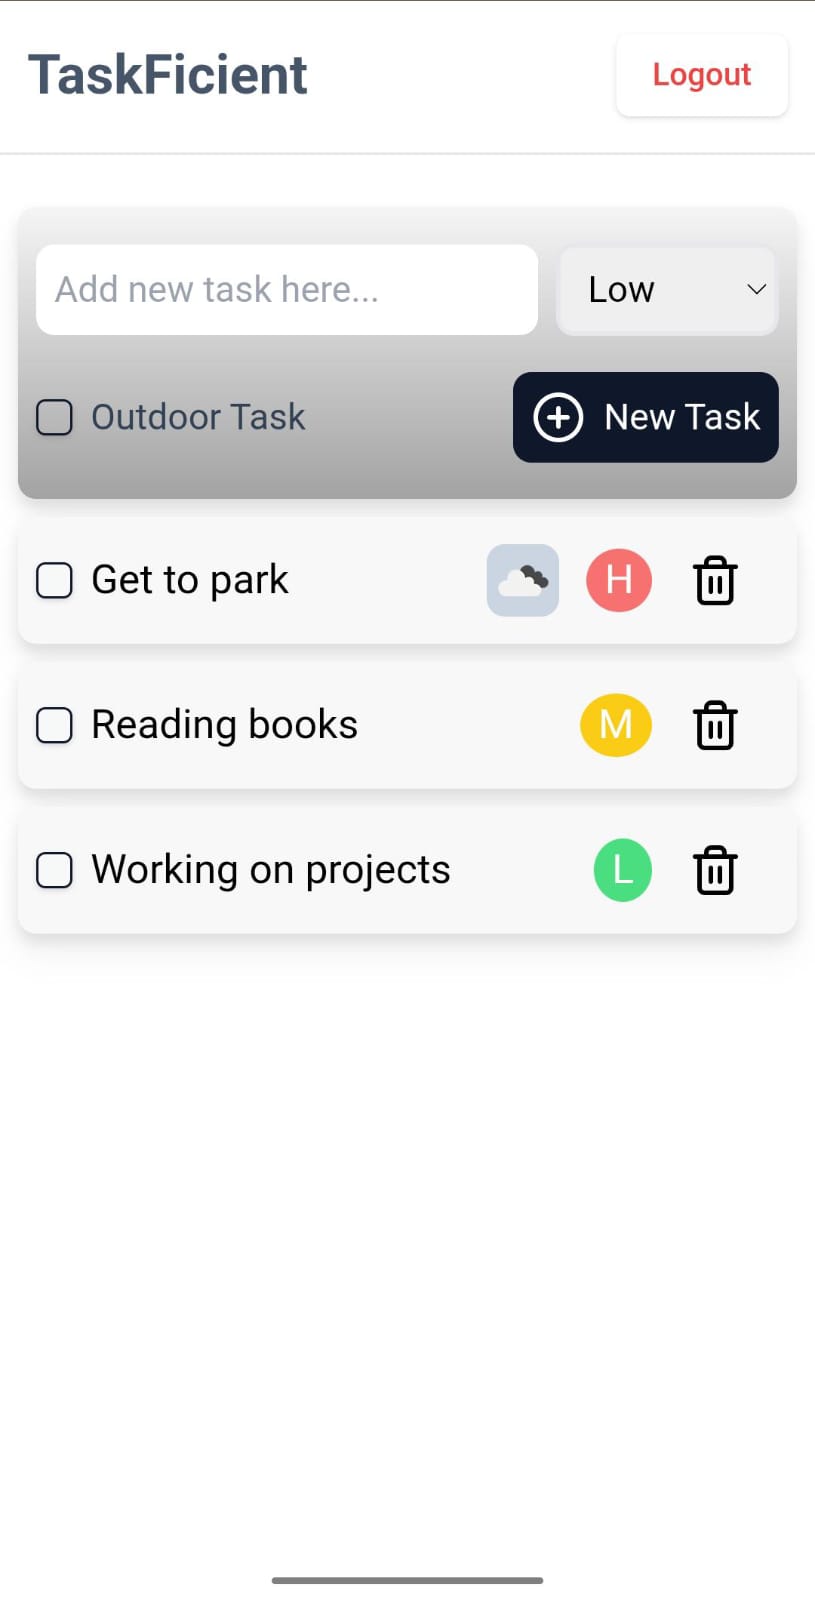 TaskFicient
Logout
Add new task here...
Low
Outdoor Task
New Task
Get to park
H
Reading books
M
Working on projects
L